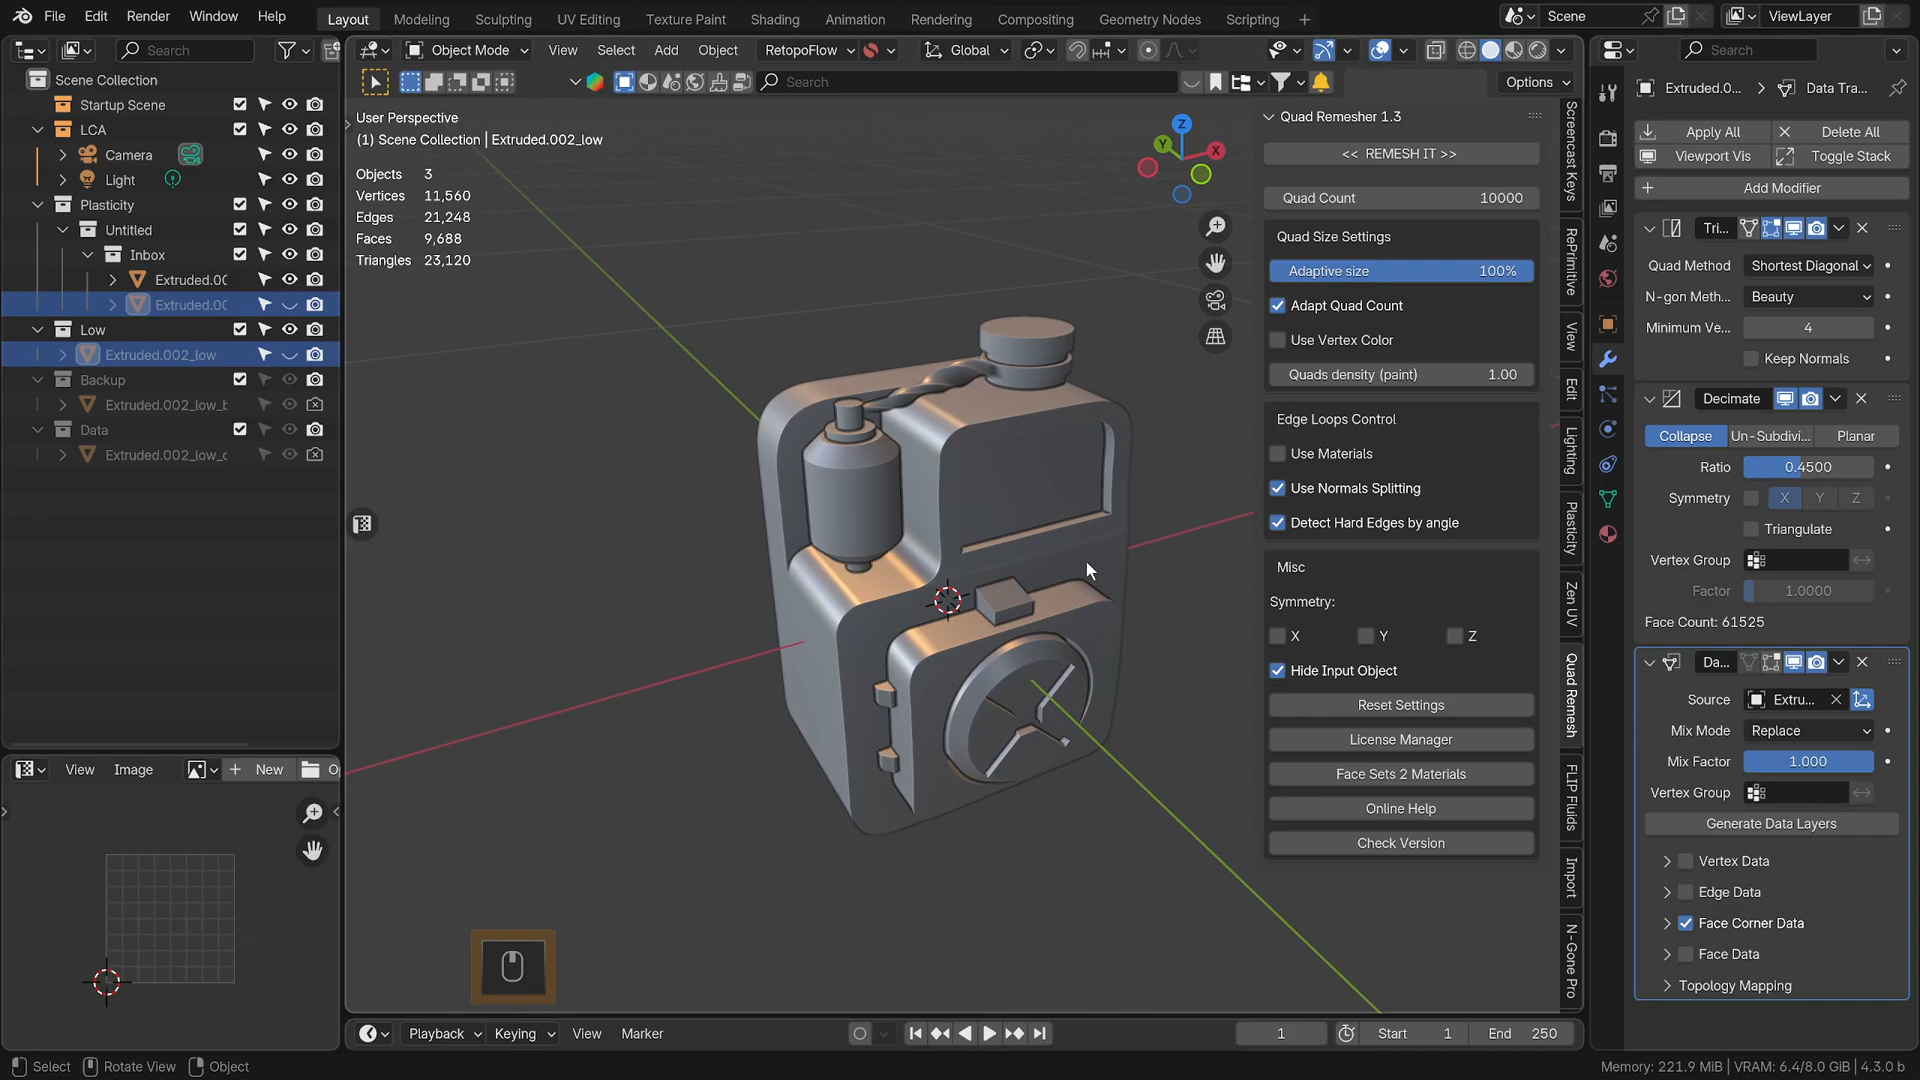 File Edit Render Window Help Layout Modeling Sculpting UV Editing Texture Paint Shading Animation Rendering Compositing Geometry Nodes Scripting + Scene ViewLayer
Search Object Mode View Select Add Object RetopoFlow Global Search
Search Options
Scene Collection
Startup Scene
LCA
Camera
Light
Plasticity
Untitled
Inbox
Extruded.00
Extruded.00
Low
Extruded.002_low
Backup
Extruded.002_low_b
Data
Extruded.002_low_c
View Image + New O
User Perspective
(1) Scene Collection | Extruded.002_low
Objects 3
Vertices 11,560
Edges 21,248
Faces 9,688
Triangles 23,120
Z
Y
X
Quad Remesher 1.3
<< REMESH IT >>
Quad Count 10000
Quad Size Settings
Adaptive size 100%
Adapt Quad Count
Use Vertex Color
Quads density (paint) 1.00
Edge Loops Control
Use Materials
Use Normals Splitting
Detect Hard Edges by angle
Misc
Symmetry:
X Y Z
Hide Input Object
Reset Settings
License Manager
Face Sets 2 Materials
Online Help
Check Version
Screencast Keys
RePrimitive
View
Edit
Lighting
Plasticity
Zen UV
Quad Remesh
FLIP Fluids
Import
N-Gone Pro
Extruded.0... Data Tra...
Apply All Delete All
Viewport Vis Toggle Stack
+ Add Modifier
Tri...
Quad Method Shortest Diagonal
N-gon Meth... Beauty
Minimum Ve... 4
Keep Normals
Decimate
Collapse Un-Subdivi... Planar
Ratio 0.4500
Symmetry X Y Z
Triangulate
Vertex Group
Factor 1.0000
Face Count: 61525
Da...
Source Extru...
Mix Mode Replace
Mix Factor 1.000
Vertex Group
Generate Data Layers
Vertex Data
Edge Data
Face Corner Data
Face Data
Topology Mapping
Playback Keying View Marker 1 Start 1 End 250
Select Rotate View Object Memory: 221.9 MiB | VRAM: 6.4/8.0 GiB | 4.3.0 b